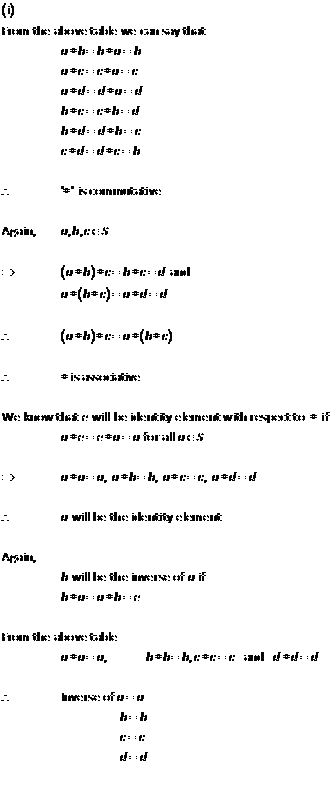 (i)
From the above table we can say that
a*b=b*a=b
a*c=c*a=c
a*d=d*a=d
b*c=c*b=d
b*d=d*b=c
c*d=d*c=b
∴ '*' is commutative
Again, a,b,c∈S
⇒ (a*b)*c=b*c=d and
a*(b*c)=a*d=d
∴ (a*b)*c=a*(b*c)
∴ * is associative
We know that e will be identity element with respect to * if
a*e=e*a=a for all a∈S
⇒ a*a=a, a*b=b, a*c=c, a*d=d
∴ a will be the identity element
Again,
b will be the inverse of a if
b*a=a*b=e
From the above table
a*a=a, b*b=b,c*c=c and d*d=d
∴ Inverse of a=a
b=b
c=c
d=d